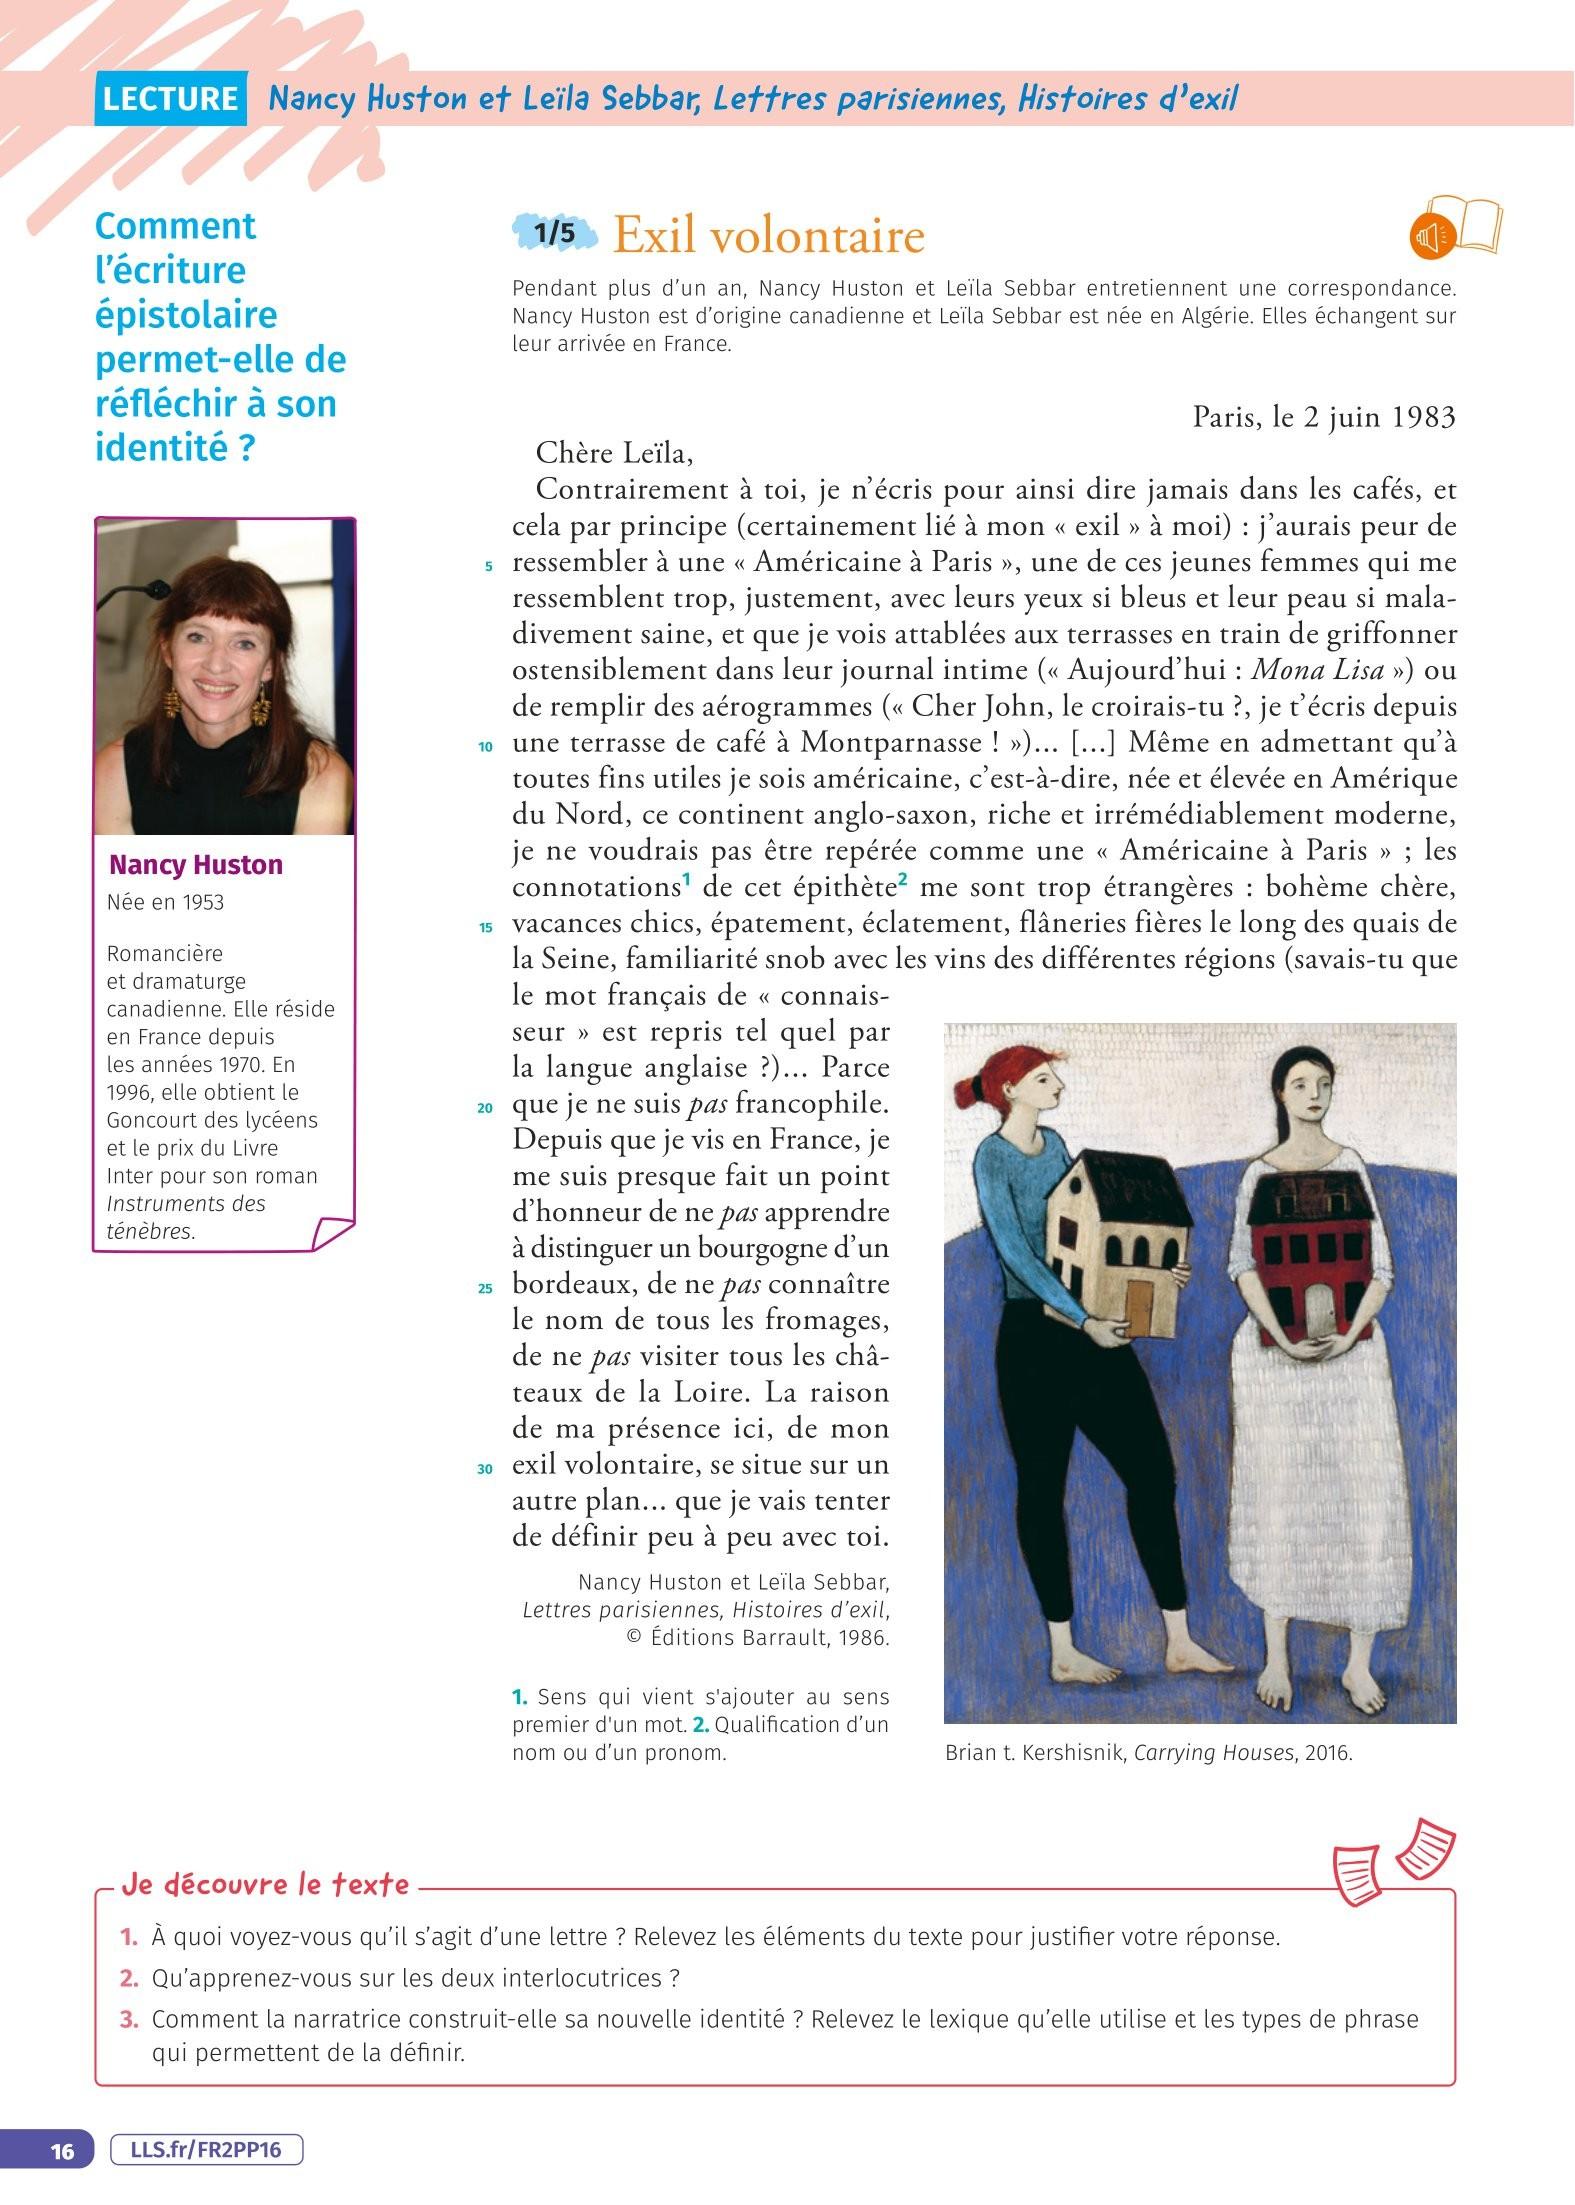 LECTURE Nancy Huston et Leïla Sebbar, Lettres parisiennes, Histoires d'exil
Comment
l'écriture
épistolaire
permet-elle de
réfléchir à son
identité ?
Nancy Huston
Née en 1953
Romancière
et dramaturge
canadienne. Elle réside
en France depuis
les années 1970. En
1996, elle obtient le
Goncourt des lycéens
et le prix du Livre
Inter pour son roman
Instruments des
ténèbres.
1/5 Exil volontaire
Pendant plus d'un an, Nancy Huston et Leïla Sebbar entretiennent une correspondance.
Nancy Huston est d'origine canadienne et Leïla Sebbar est née en Algérie. Elles échangent sur
leur arrivée en France.
Paris, le 2 juin 1983
Chère Leïla,
Contrairement à toi, je n'écris pour ainsi dire jamais dans les cafés, et
cela par principe (certainement lié à mon « exil » à moi) : j'aurais peur de
5 ressembler à une « Américaine à Paris », une de ces jeunes femmes qui me
ressemblent trop, justement, avec leurs yeux si bleus et leur peau si mala-
divement saine, et que je vois attablées aux terrasses en train de griffonner
ostensiblement dans leur journal intime (« Aujourd'hui : Mona Lisa ») ou
de remplir des aérogrammes (« Cher John, le croirais-tu ?, je t'écris depuis
10 une terrasse de café à Montparnasse ! »)... [...] Même en admettant qu'à
toutes fins utiles je sois américaine, c'est-à-dire, née et élevée en Amérique
du Nord, ce continent anglo-saxon, riche et irrémédiablement moderne,
je ne voudrais pas être repérée comme une « Américaine à Paris » ; les
connotations1 de cet épithète2 me sont trop étrangères : bohème chère,
15 vacances chics, épatement, éclatement, flâneries fières le long des quais de
la Seine, familiarité snob avec les vins des différentes régions (savais-tu que
le mot français de « connais-
seur » est repris tel quel par
la langue anglaise ?)... Parce
20 que je ne suis pas francophile.
Depuis que je vis en France, je
me suis presque fait un point
d'honneur de ne pas apprendre
à distinguer un bourgogne d'un
25 bordeaux, de ne pas connaître
le nom de tous les fromages,
de ne pas visiter tous les châ-
teaux de la Loire. La raison
de ma présence ici, de mon
30 exil volontaire, se situe sur un
autre plan... que je vais tenter
de définir peu à peu avec toi.
Nancy Huston et Leïla Sebbar,
Lettres parisiennes, Histoires d'exil,
© Éditions Barrault, 1986.
1. Sens qui vient s'ajouter au sens
premier d'un mot. 2. Qualification d'un
nom ou d'un pronom.
Brian t. Kershisnik, Carrying Houses, 2016.
Je découvre le texte
1. À quoi voyez-vous qu'il s'agit d'une lettre ? Relevez les éléments du texte pour justifier votre réponse.
2. Qu'apprenez-vous sur les deux interlocutrices ?
3. Comment la narratrice construit-elle sa nouvelle identité ? Relevez le lexique qu'elle utilise et les types de phrase
qui permettent de la définir.
16 LLS.fr/FR2PP16